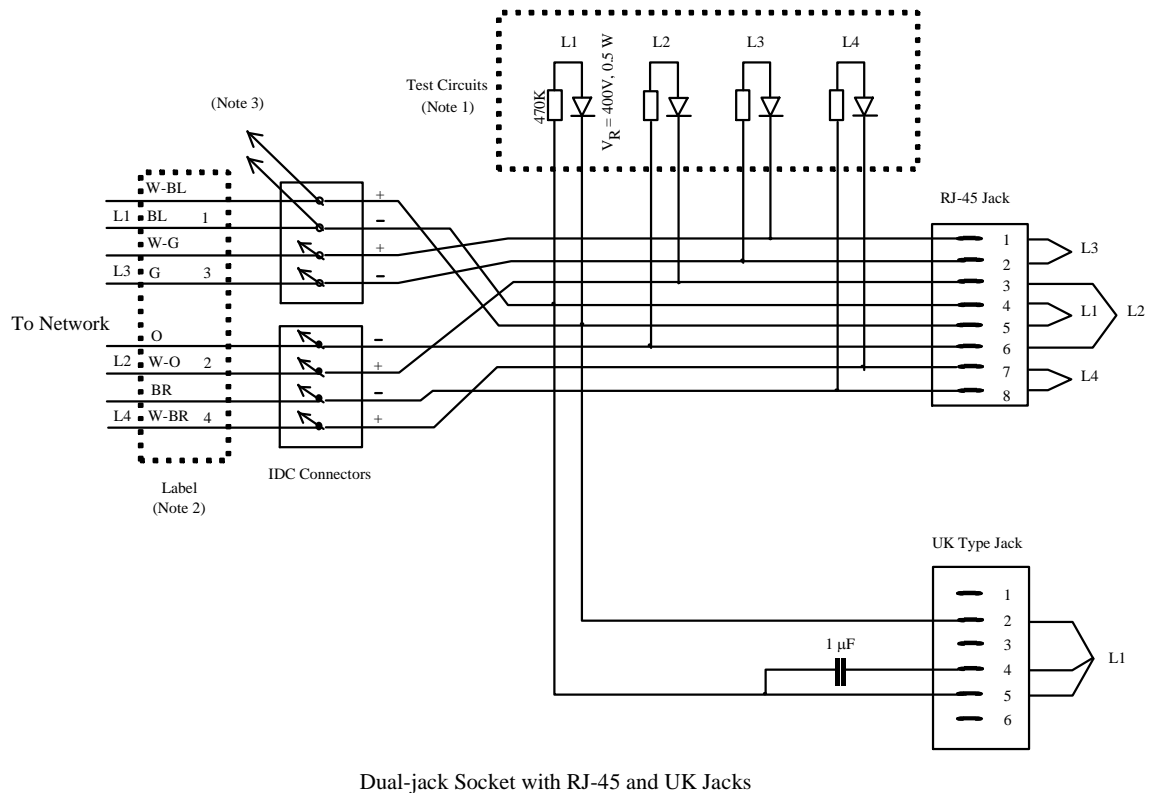 L1 L2 L3 L4
Test Circuits
(Note 1)
470K
V_R = 400V, 0.5 W
(Note 3)
W-BL +
L1 BL 1 −
W-G +
L3 G 3 −
To Network
O −
L2 W-O 2 +
BR −
L4 W-BR 4 +
IDC Connectors
Label
(Note 2)
RJ-45 Jack
1
2
3
4
5
6
7
8
L3
L1
L2
L4
UK Type Jack
1
2
3
4
5
6
1 µF
L1
Dual-jack Socket with RJ-45 and UK Jacks